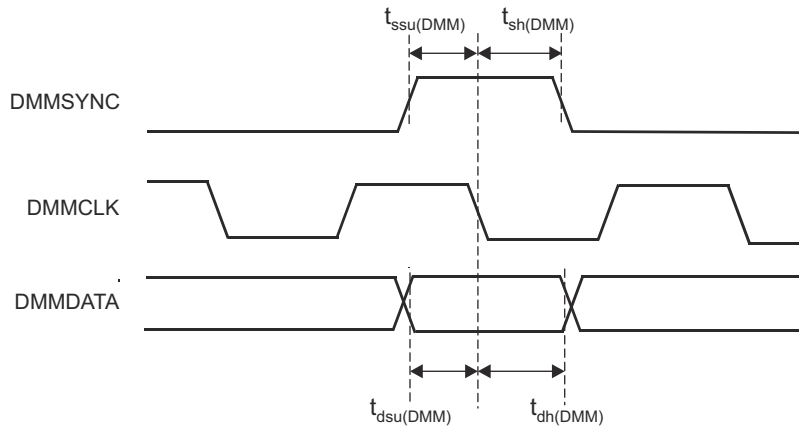 tssu(DMM) tsh(DMM)
DMMSYNC
DMMCLK
DMMDATA
tdsu(DMM) tdh(DMM)